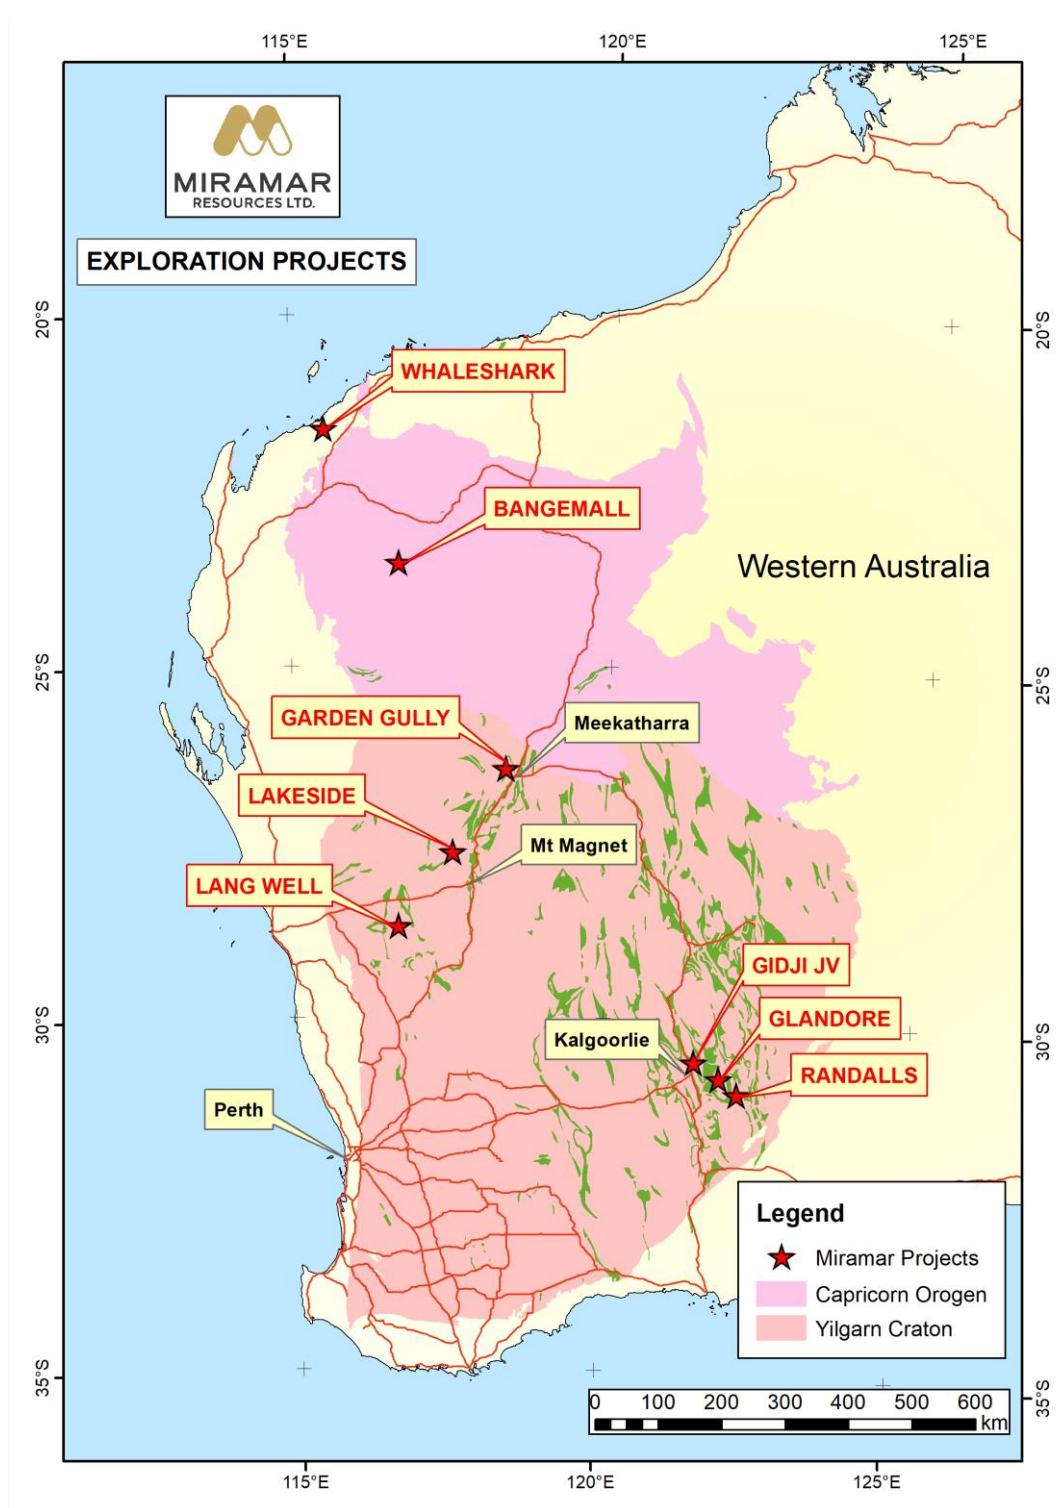 115°E
120°E
125°E
MIRAMAR
RESOURCES LTD.
EXPLORATION PROJECTS
20°S
20°S
WHALESHARK
BANGEMALL
Western Australia
25°S
25°S
GARDEN GULLY
Meekatharra
LAKESIDE
Mt Magnet
LANG WELL
GIDJI JV
GLANDORE
30°S
30°S
Kalgoorlie
RANDALLS
Perth
Legend
Miramar Projects
Capricorn Orogen
Yilgarn Craton
35°S
35°S
0 100 200 300 400 500 600
km
115°E
120°E
125°E